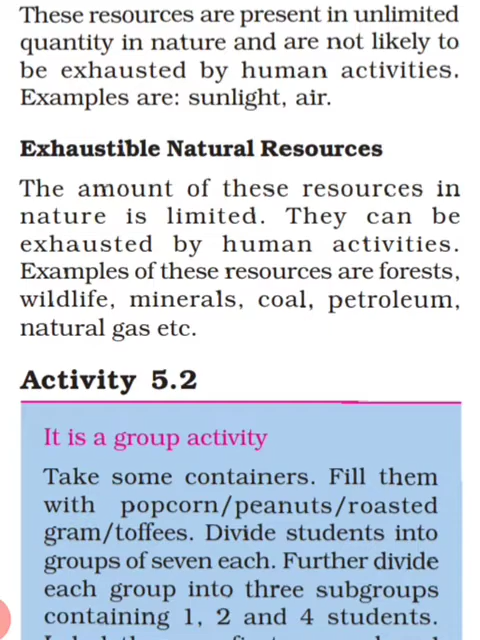 These resources are present in unlimited
quantity in nature and are not likely to
be exhausted by human activities.
Examples are: sunlight, air.
Exhaustible Natural Resources
The amount of these resources in
nature is limited. They can be
exhausted by human activities.
Examples of these resources are forests,
wildlife, minerals, coal, petroleum,
natural gas etc.
Activity 5.2
It is a group activity
Take some containers. Fill them
with popcorn/peanuts/roasted
gram/toffees. Divide students into
groups of seven each. Further divide
each group into three subgroups
containing 1, 2 and 4 students.